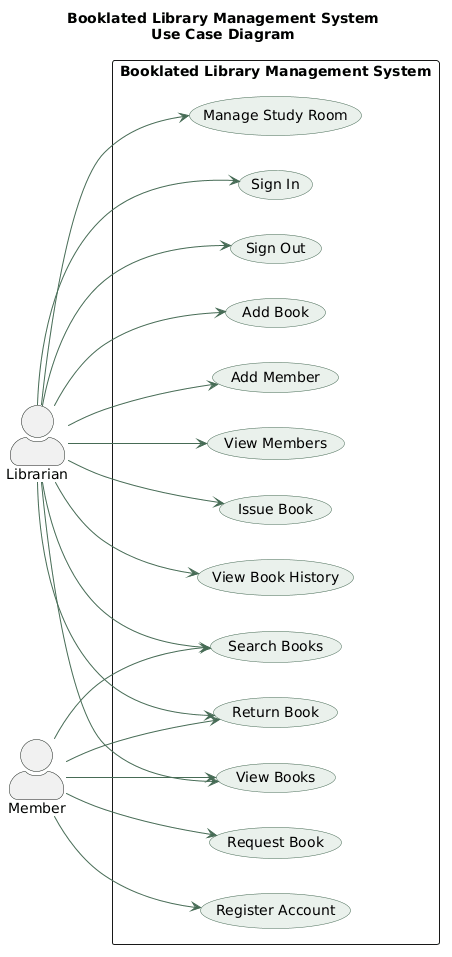 Booklated Library Management System
Use Case Diagram
Booklated Library Management System
Manage Study Room
Sign In
Sign Out
Add Book
Add Member
View Members
Librarian
Issue Book
View Book History
Search Books
Return Book
View Books
Member
Request Book
Register Account